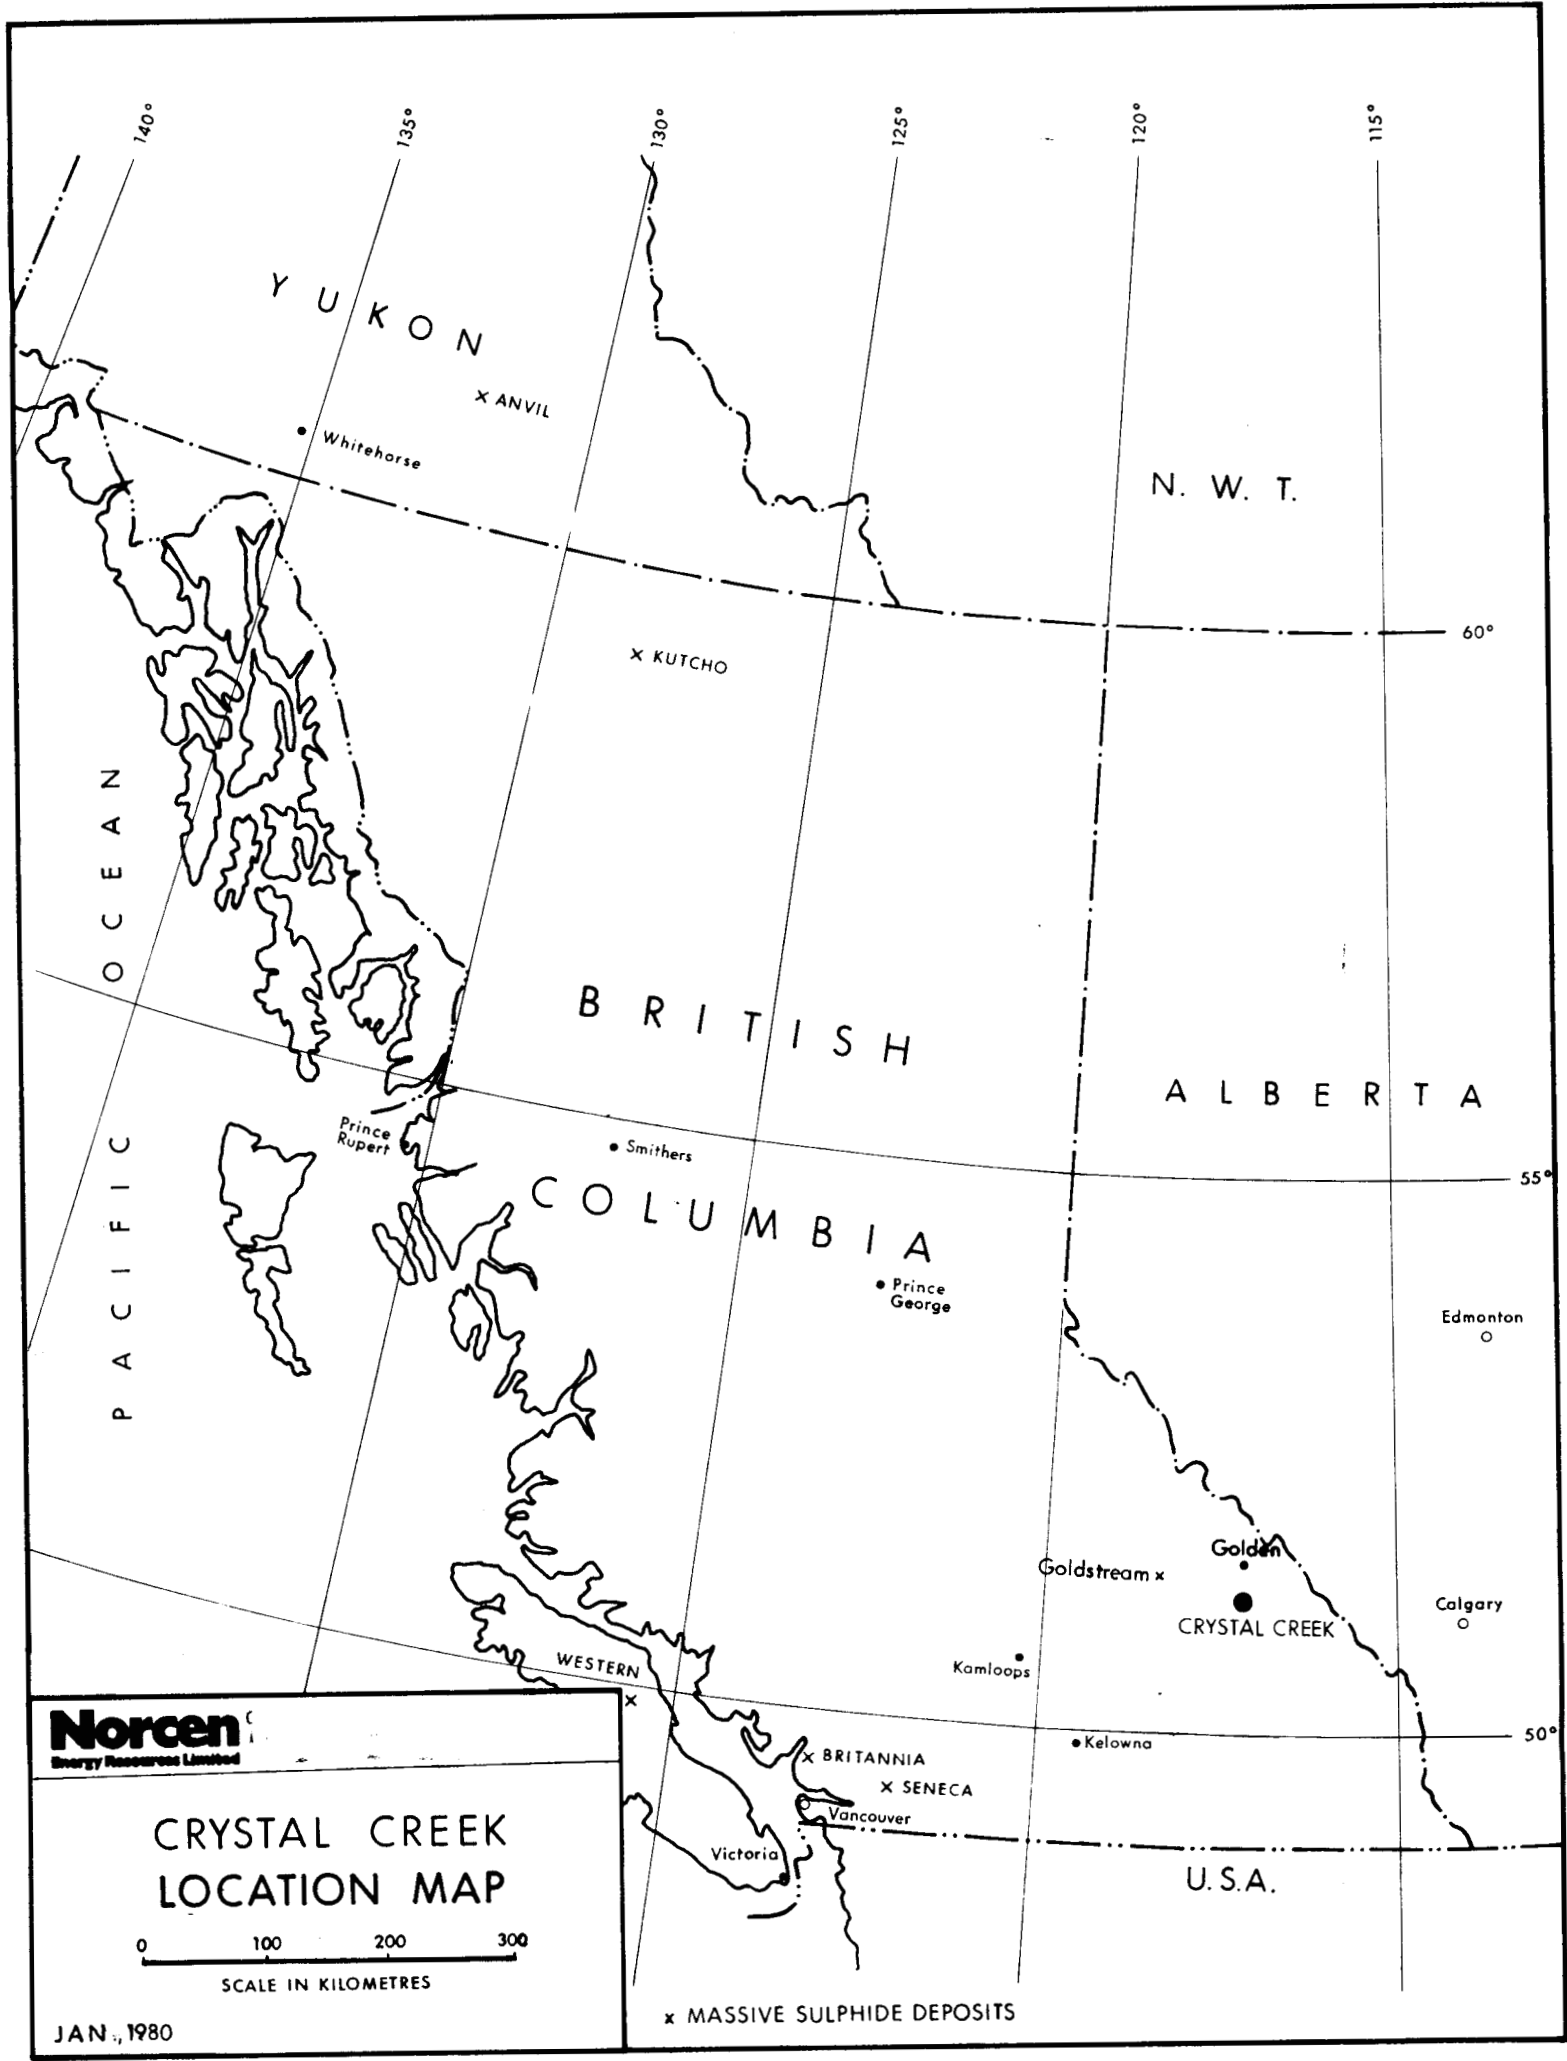 140°
135°
130°
125°
120°
115°
YUKON
x ANVIL
Whitehorse
N. W. T.
60°
x KUTCHO
PACIFIC OCEAN
BRITISH
ALBERTA
Prince
Rupert
Smithers
55°
COLUMBIA
Prince
George
Edmonton
Golden
Goldstream x
Calgary
CRYSTAL CREEK
Kamloops
WESTERN
x
50°
Kelowna
x BRITANNIA
x SENECA
Vancouver
Victoria
U.S.A.
Norcen
Energy Resources Limited
CRYSTAL CREEK
LOCATION MAP
0 100 200 300
SCALE IN KILOMETRES
JAN., 1980
x MASSIVE SULPHIDE DEPOSITS